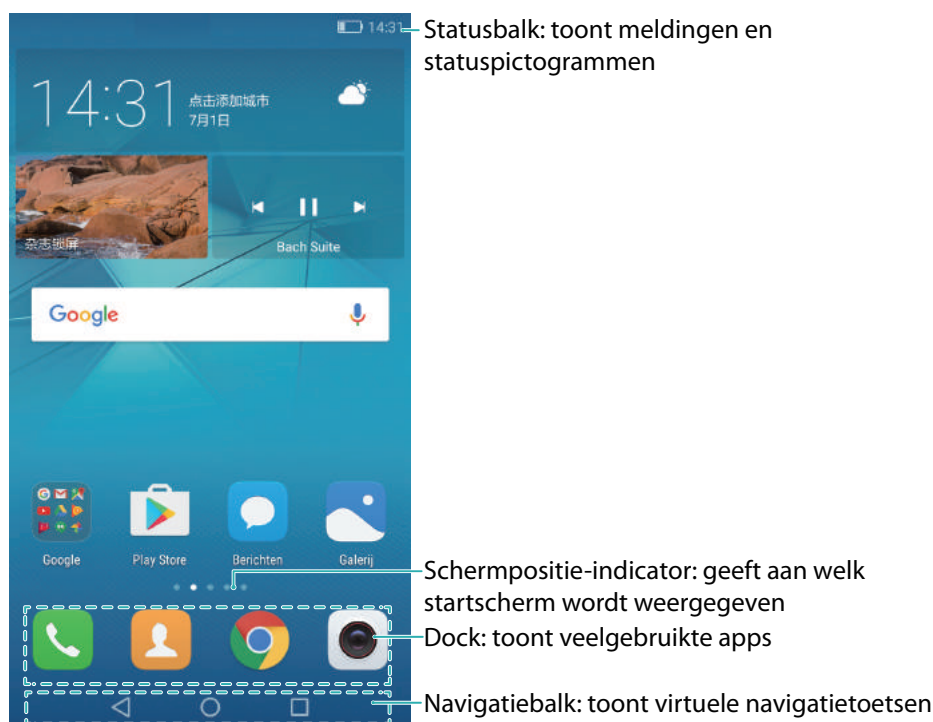 14:31
Statusbalk: toont meldingen en
statuspictogrammen
14:31
点击添加城市
7月1日
杂志锁屏
Bach Suite
Google
Google
Play Store
Berichten
Galerij
Schermpositie-indicator: geeft aan welk
startscherm wordt weergegeven
Dock: toont veelgebruikte apps
Navigatiebalk: toont virtuele navigatietoetsen